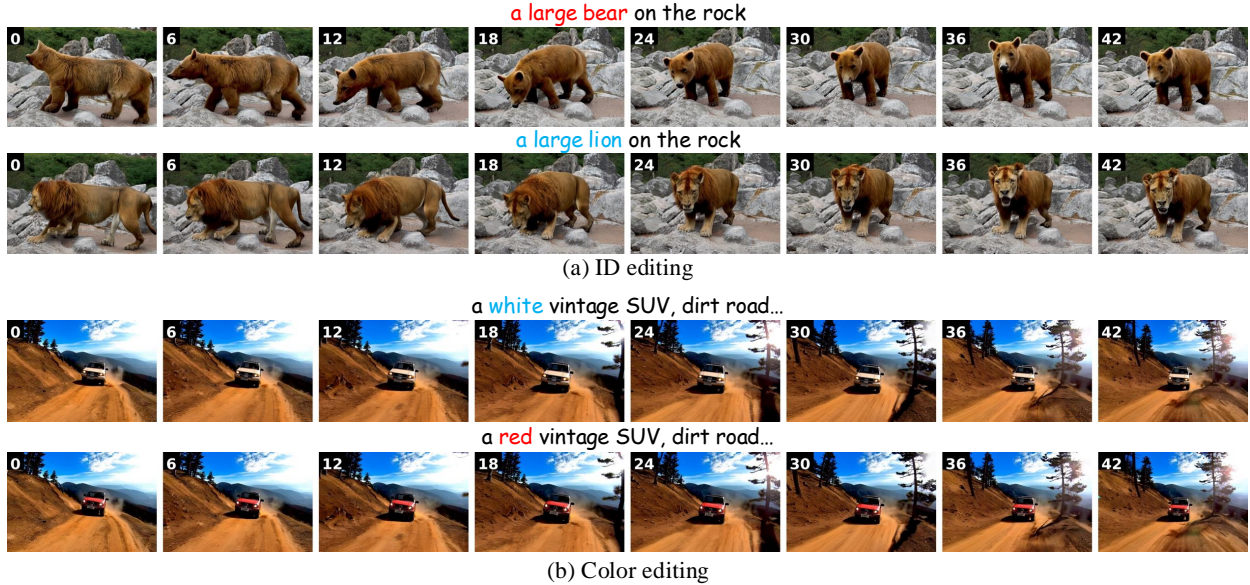 a large bear on the rock
0 6 12 18 24 30 36 42
a large lion on the rock
0 6 12 18 24 30 36 42
(a) ID editing
a white vintage SUV, dirt road...
0 6 12 18 24 30 36 42
a red vintage SUV, dirt road...
0 6 12 18 24 30 36 42
(b) Color editing